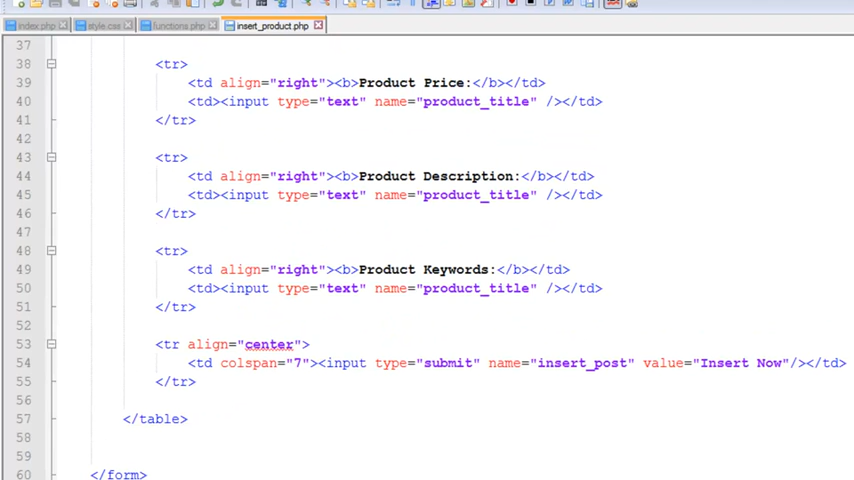 index.php style.css functions.php insert_product.php
37
38 <tr>
39 <td align="right"><b>Product Price:</b></td>
40 <td><input type="text" name="product_title" /></td>
41 </tr>
42
43 <tr>
44 <td align="right"><b>Product Description:</b></td>
45 <td><input type="text" name="product_title" /></td>
46 </tr>
47
48 <tr>
49 <td align="right"><b>Product Keywords:</b></td>
50 <td><input type="text" name="product_title" /></td>
51 </tr>
52
53 <tr align="center">
54 <td colspan="7"><input type="submit" name="insert_post" value="Insert Now"/></td>
55 </tr>
56
57 </table>
58
59
60 </form>